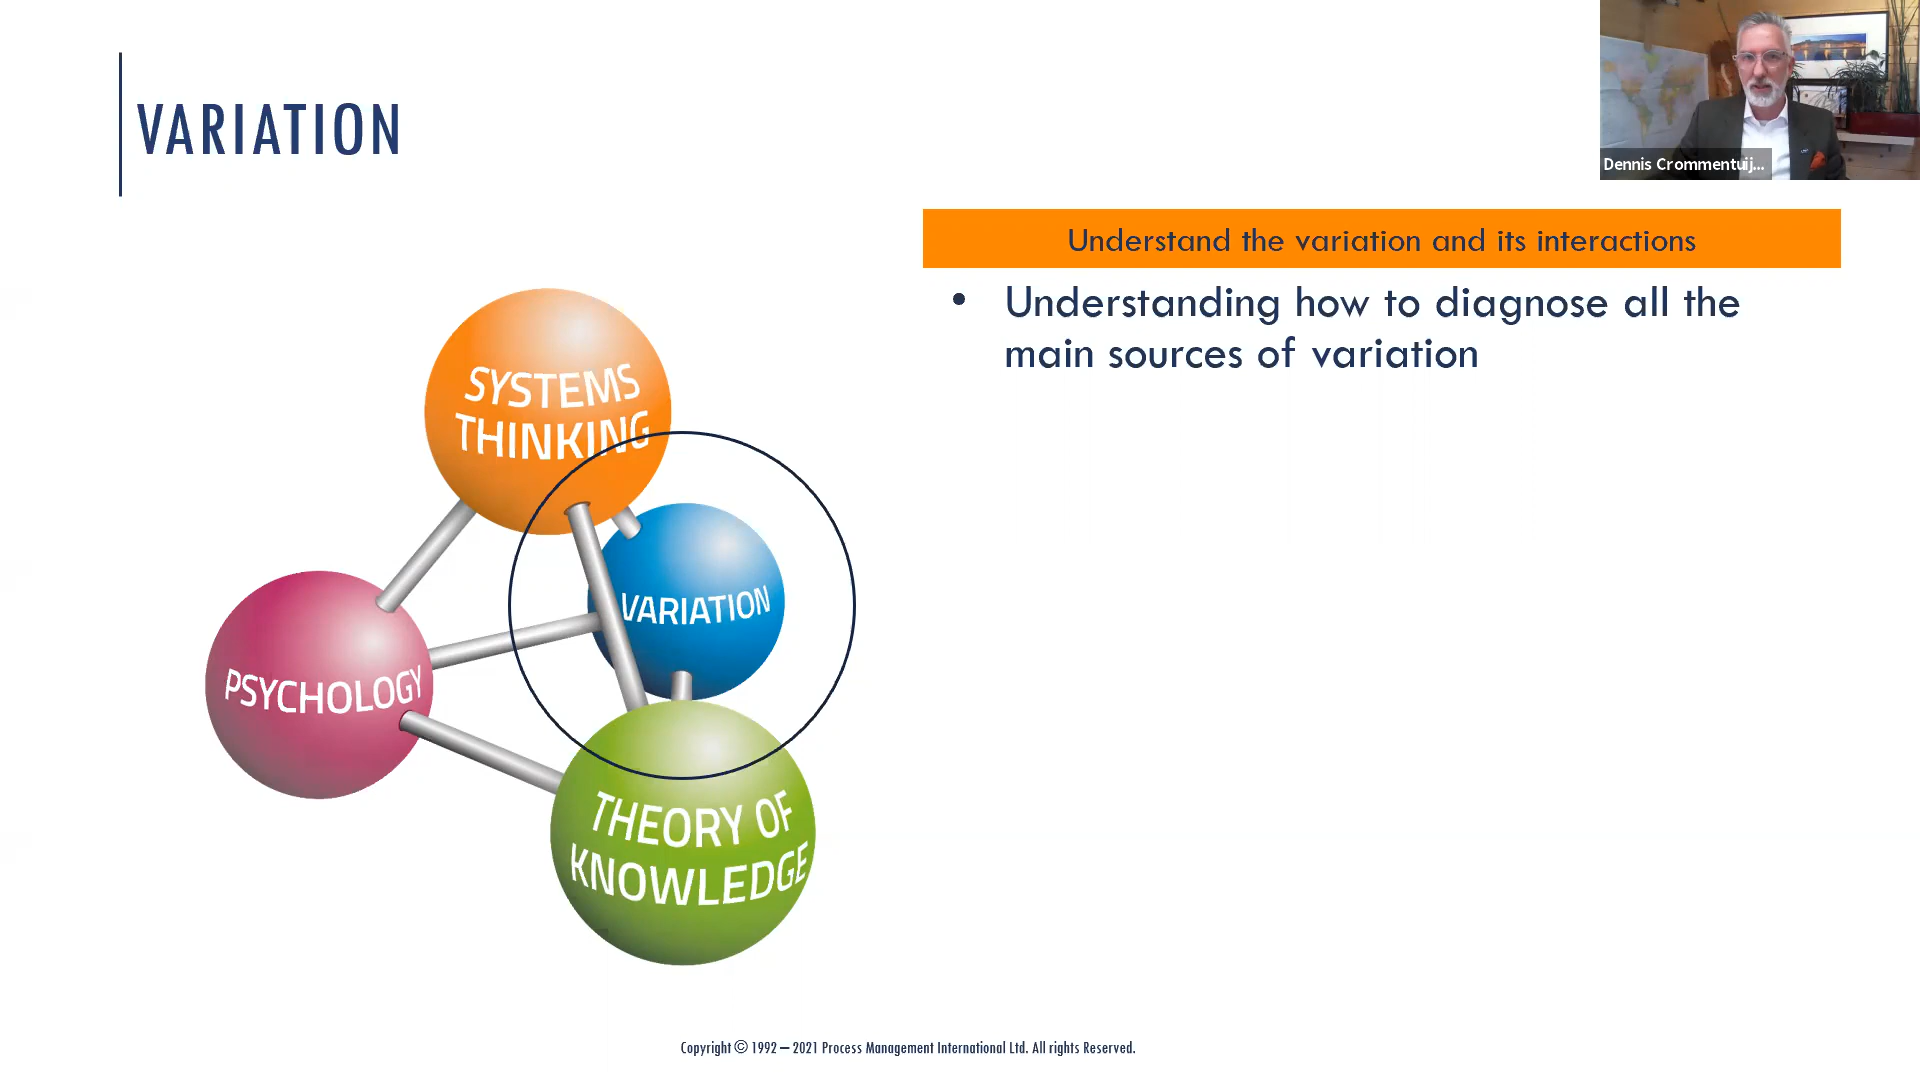 VARIATION
Dennis Crommentuij...
Understand the variation and its interactions
• Understanding how to diagnose all the
main sources of variation
SYSTEMS
THINKING
VARIATION
PSYCHOLOGY
THEORY OF
KNOWLEDGE
Copyright © 1992 – 2021 Process Management International Ltd. All rights Reserved.